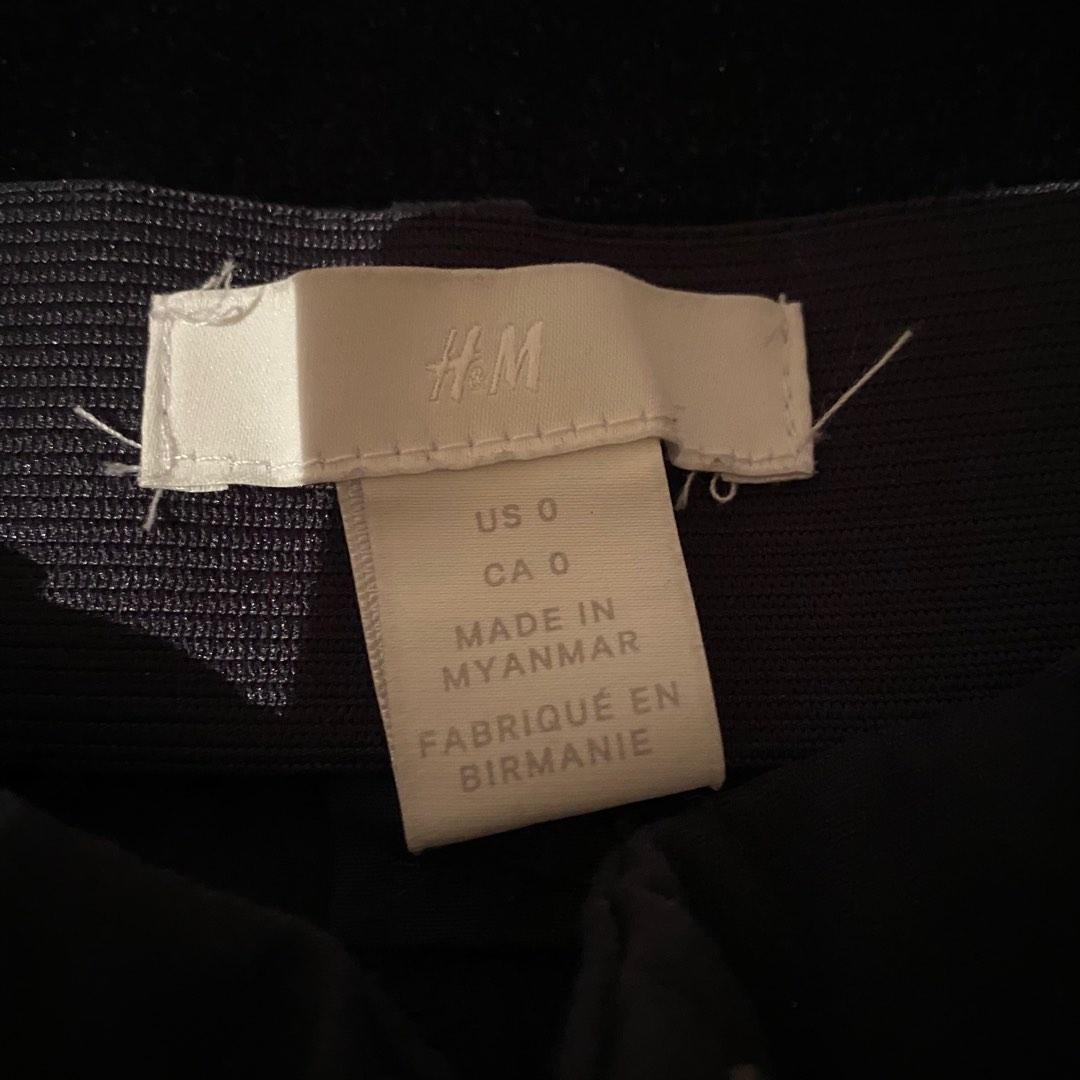 H&M
US 0
CA 0
MADE IN
MYANMAR
FABRIQUÉ EN
BIRMANIE